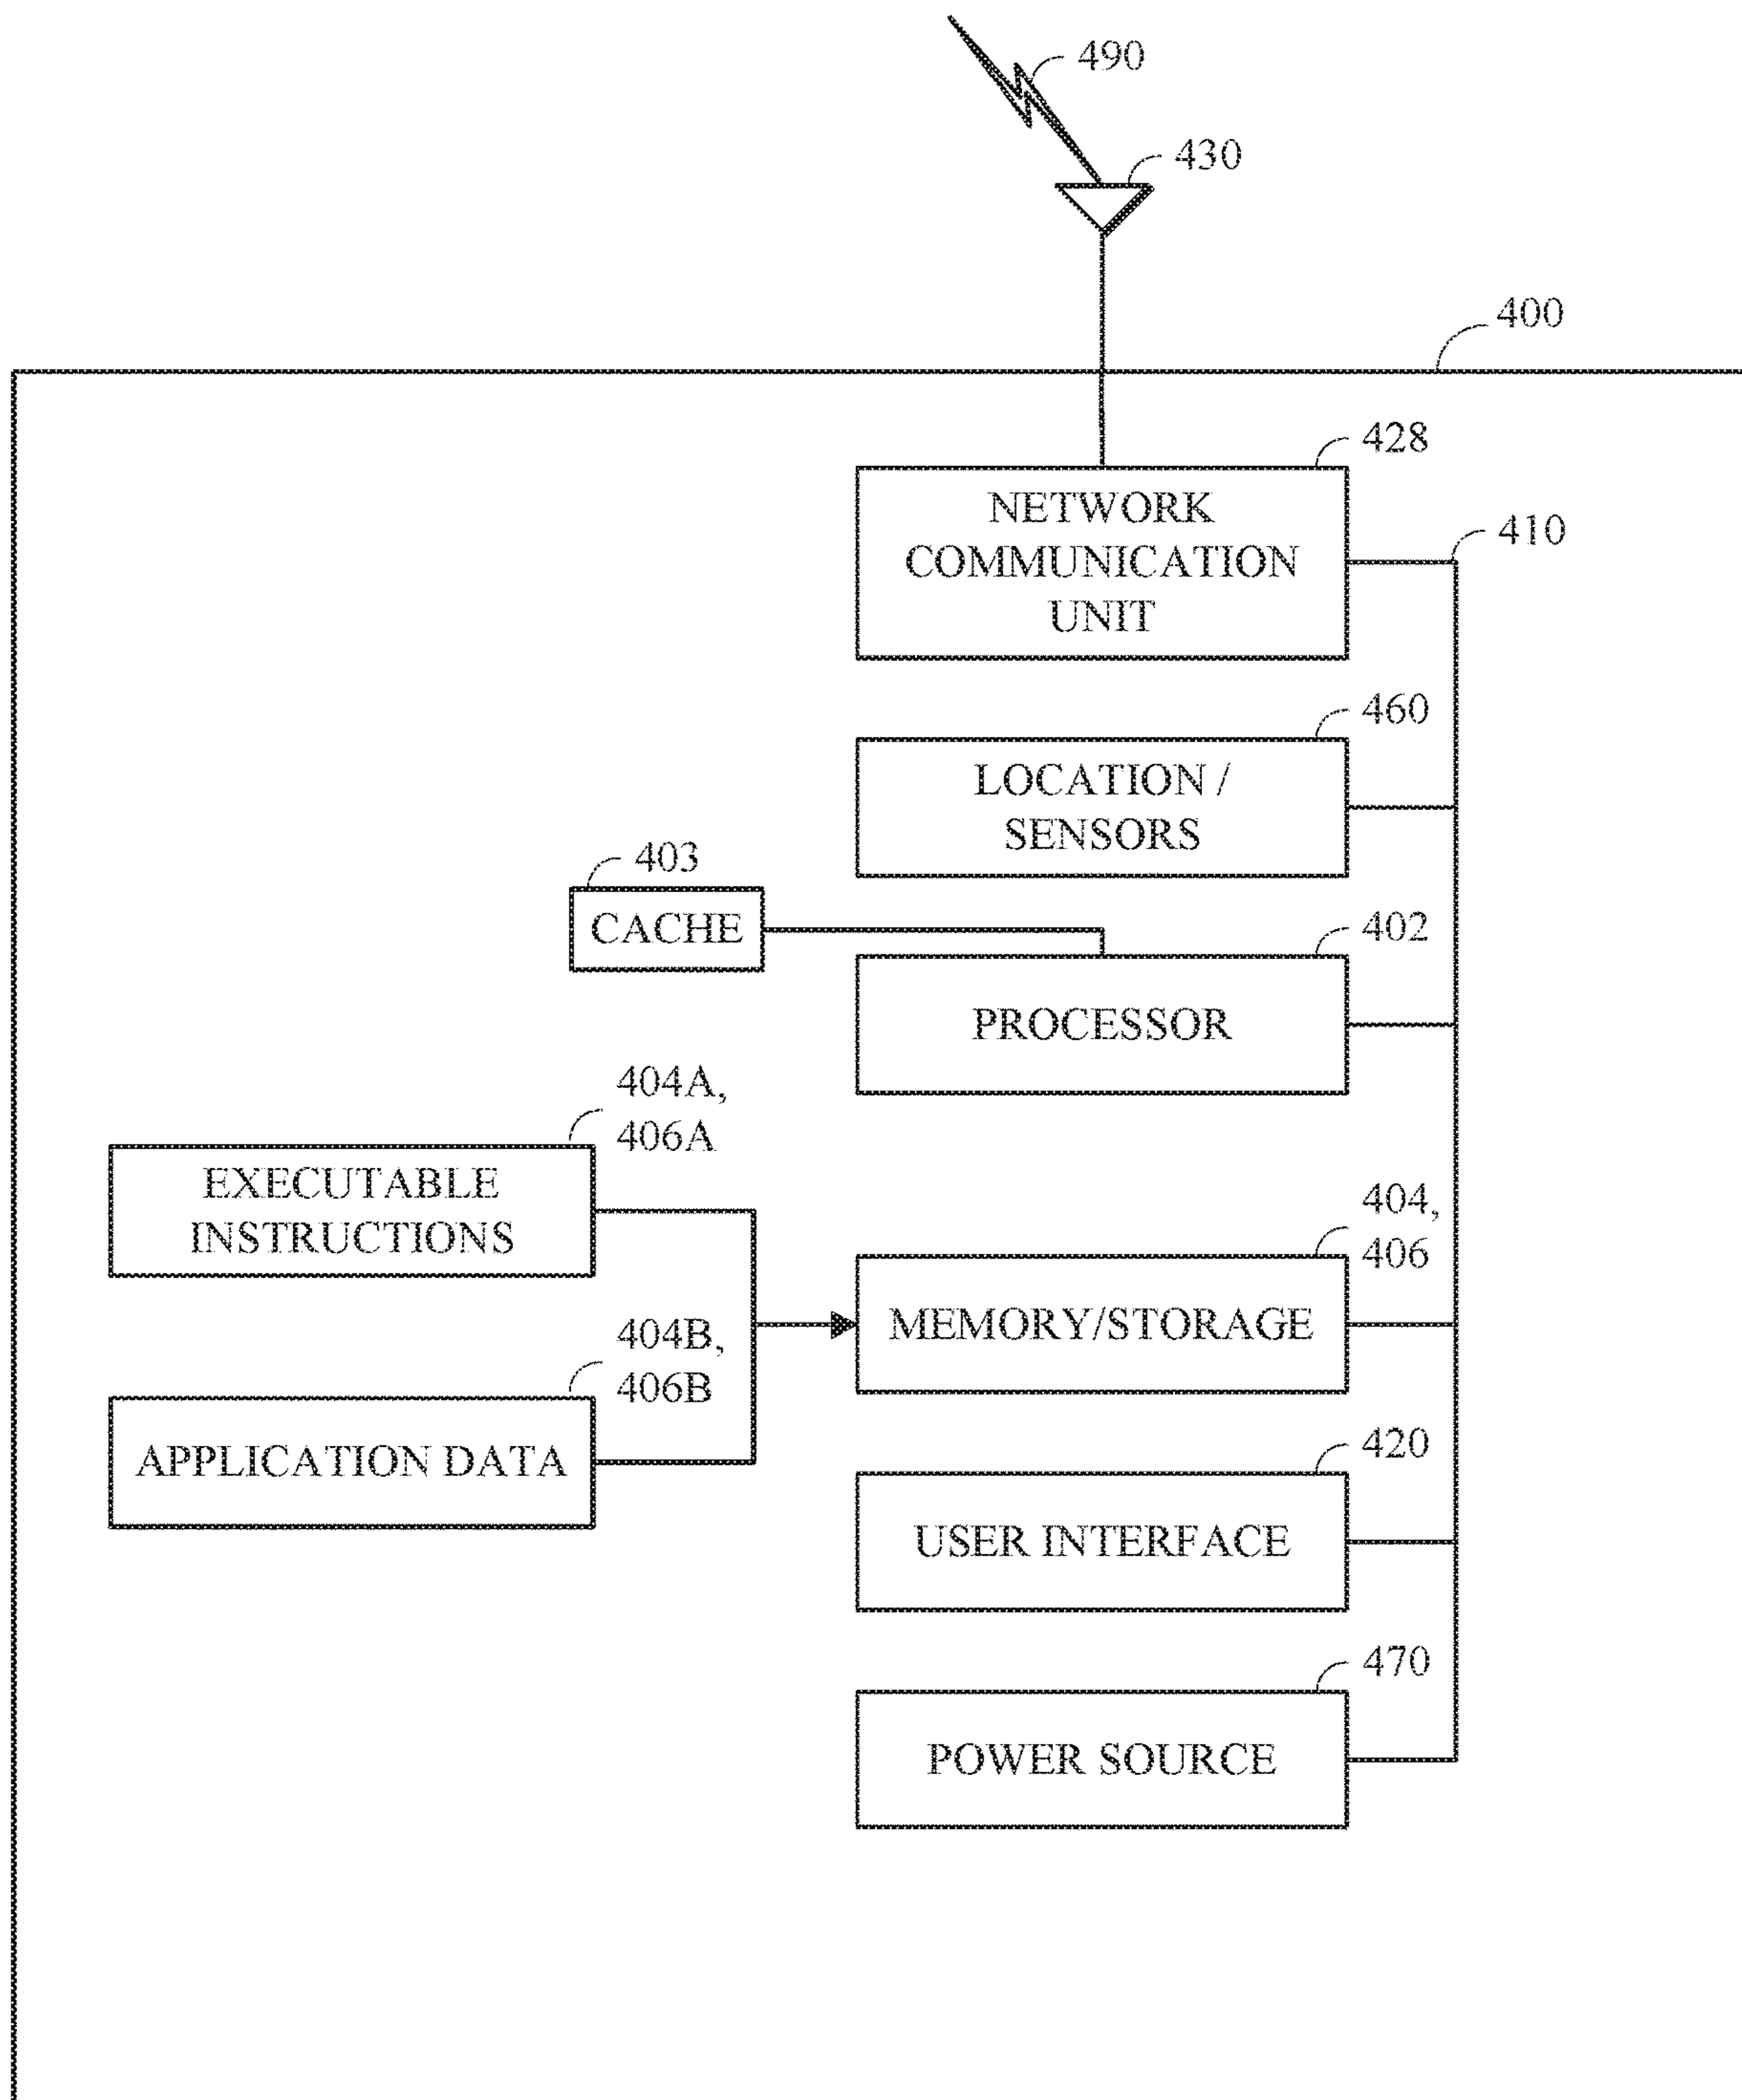 490
430
400
428
NETWORK
COMMUNICATION
UNIT
410
460
LOCATION /
SENSORS
403
CACHE
402
PROCESSOR
404A,
406A
EXECUTABLE
INSTRUCTIONS
404,
406
MEMORY/STORAGE
404B,
406B
APPLICATION DATA
420
USER INTERFACE
470
POWER SOURCE